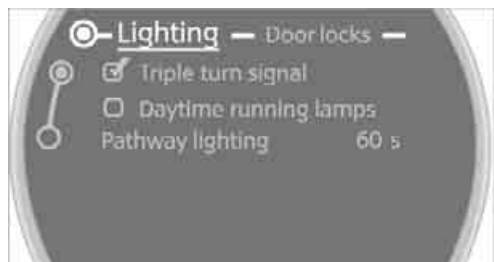 Lighting — Door locks —
Triple turn signal
Daytime running lamps
Pathway lighting 60 s